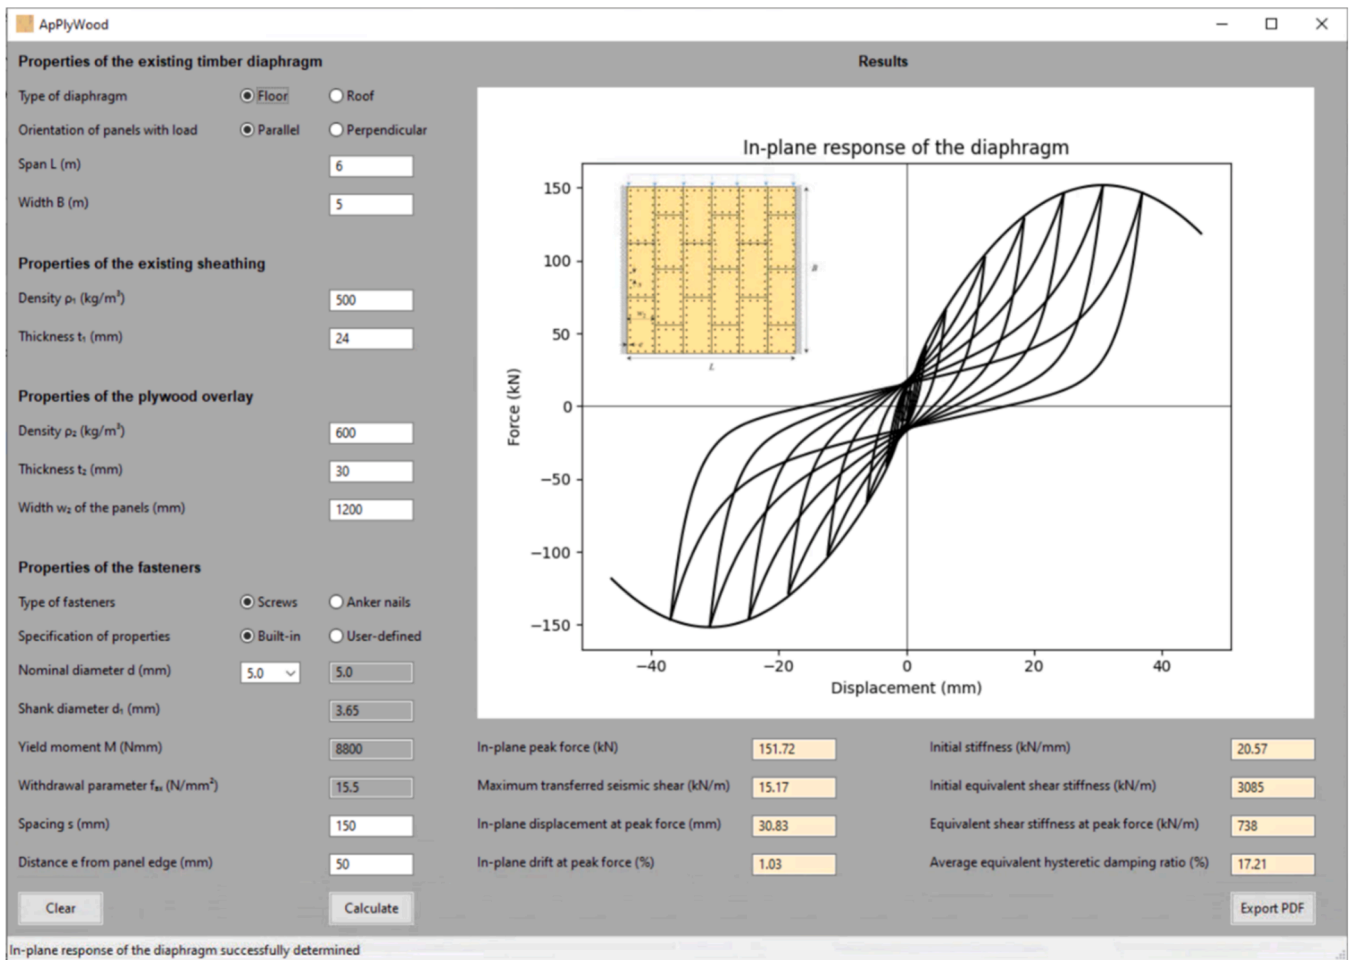 ApPlyWood
Properties of the existing timber diaphragm
Type of diaphragm Floor Roof
Orientation of panels with load Parallel Perpendicular
Span L (m) 6
Width B (m) 5
Properties of the existing sheathing
Density ρ₁ (kg/m³) 500
Thickness t₁ (mm) 24
Properties of the plywood overlay
Density ρ₂ (kg/m³) 600
Thickness t₂ (mm) 30
Width w₂ of the panels (mm) 1200
Properties of the fasteners
Type of fasteners Screws Anker nails
Specification of properties Built-in User-defined
Nominal diameter d (mm) 5.0 5.0
Shank diameter d₁ (mm) 3.65
Yield moment M (Nmm) 8800
Withdrawal parameter fₐₓ (N/mm²) 15.5
Spacing s (mm) 150
Distance e from panel edge (mm) 50
Clear Calculate
Results
In-plane response of the diaphragm
150
100
50
0
−50
−100
−150
Force (kN)
B
s
w₂
e
L
−40 −20 0 20 40
Displacement (mm)
In-plane peak force (kN) 151.72
Maximum transferred seismic shear (kN/m) 15.17
In-plane displacement at peak force (mm) 30.83
In-plane drift at peak force (%) 1.03
Initial stiffness (kN/mm) 20.57
Initial equivalent shear stiffness (kN/m) 3085
Equivalent shear stiffness at peak force (kN/m) 738
Average equivalent hysteretic damping ratio (%) 17.21
Export PDF
In-plane response of the diaphragm successfully determined